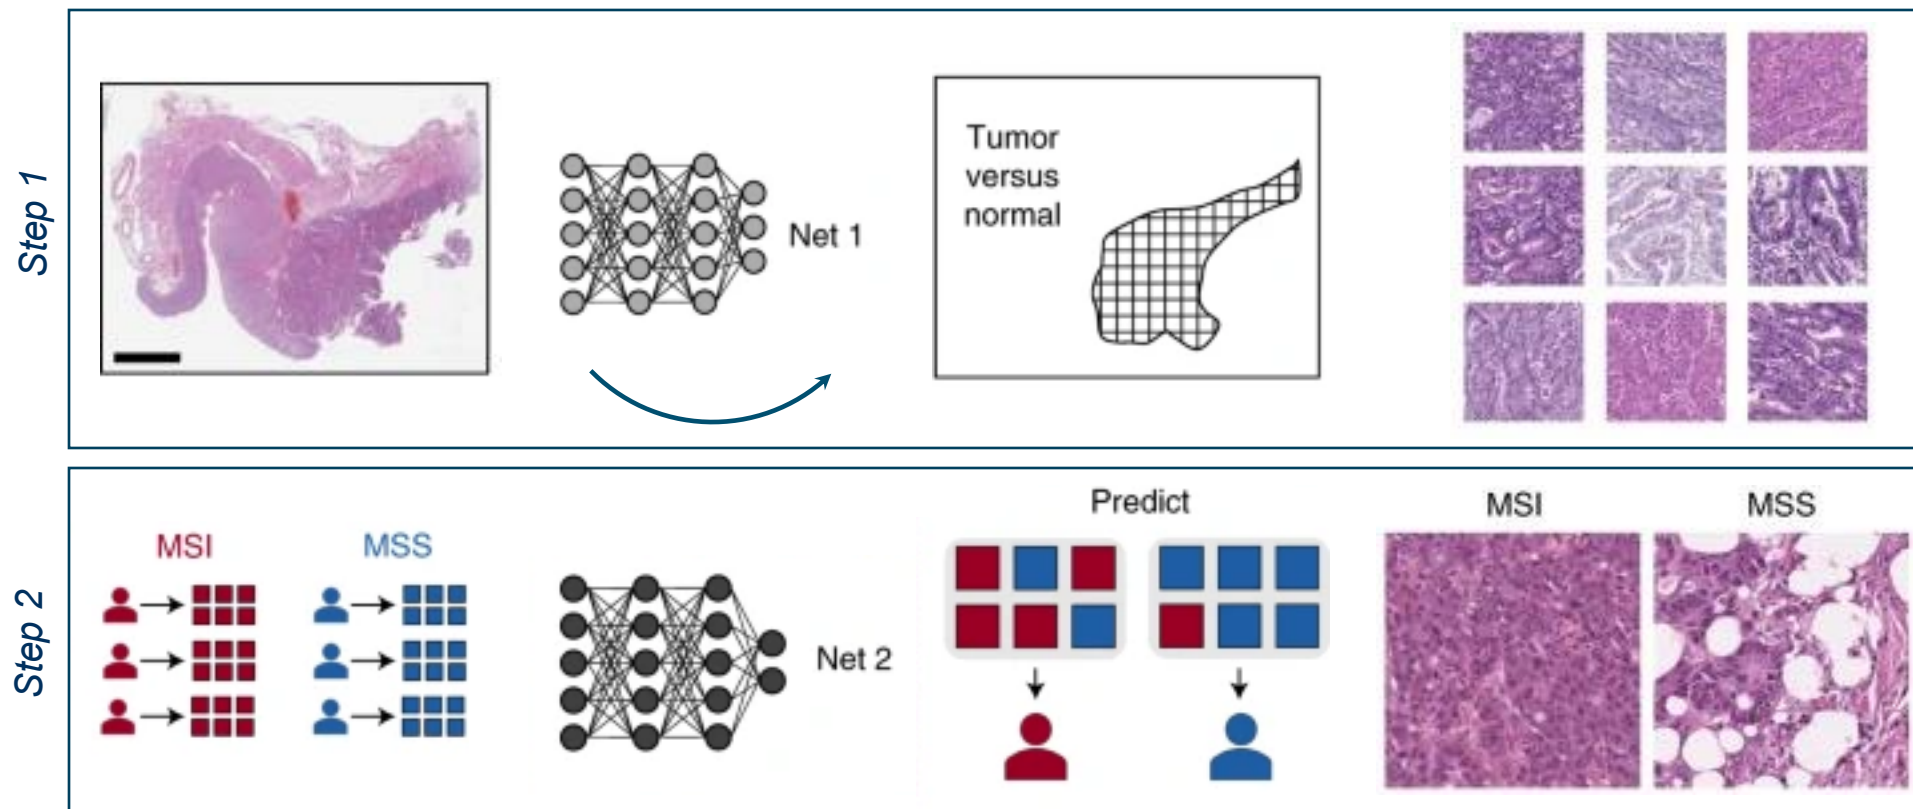 Step 1
Net 1
Tumor
versus
normal
Step 2
MSI
MSS
Net 2
Predict
MSI
MSS